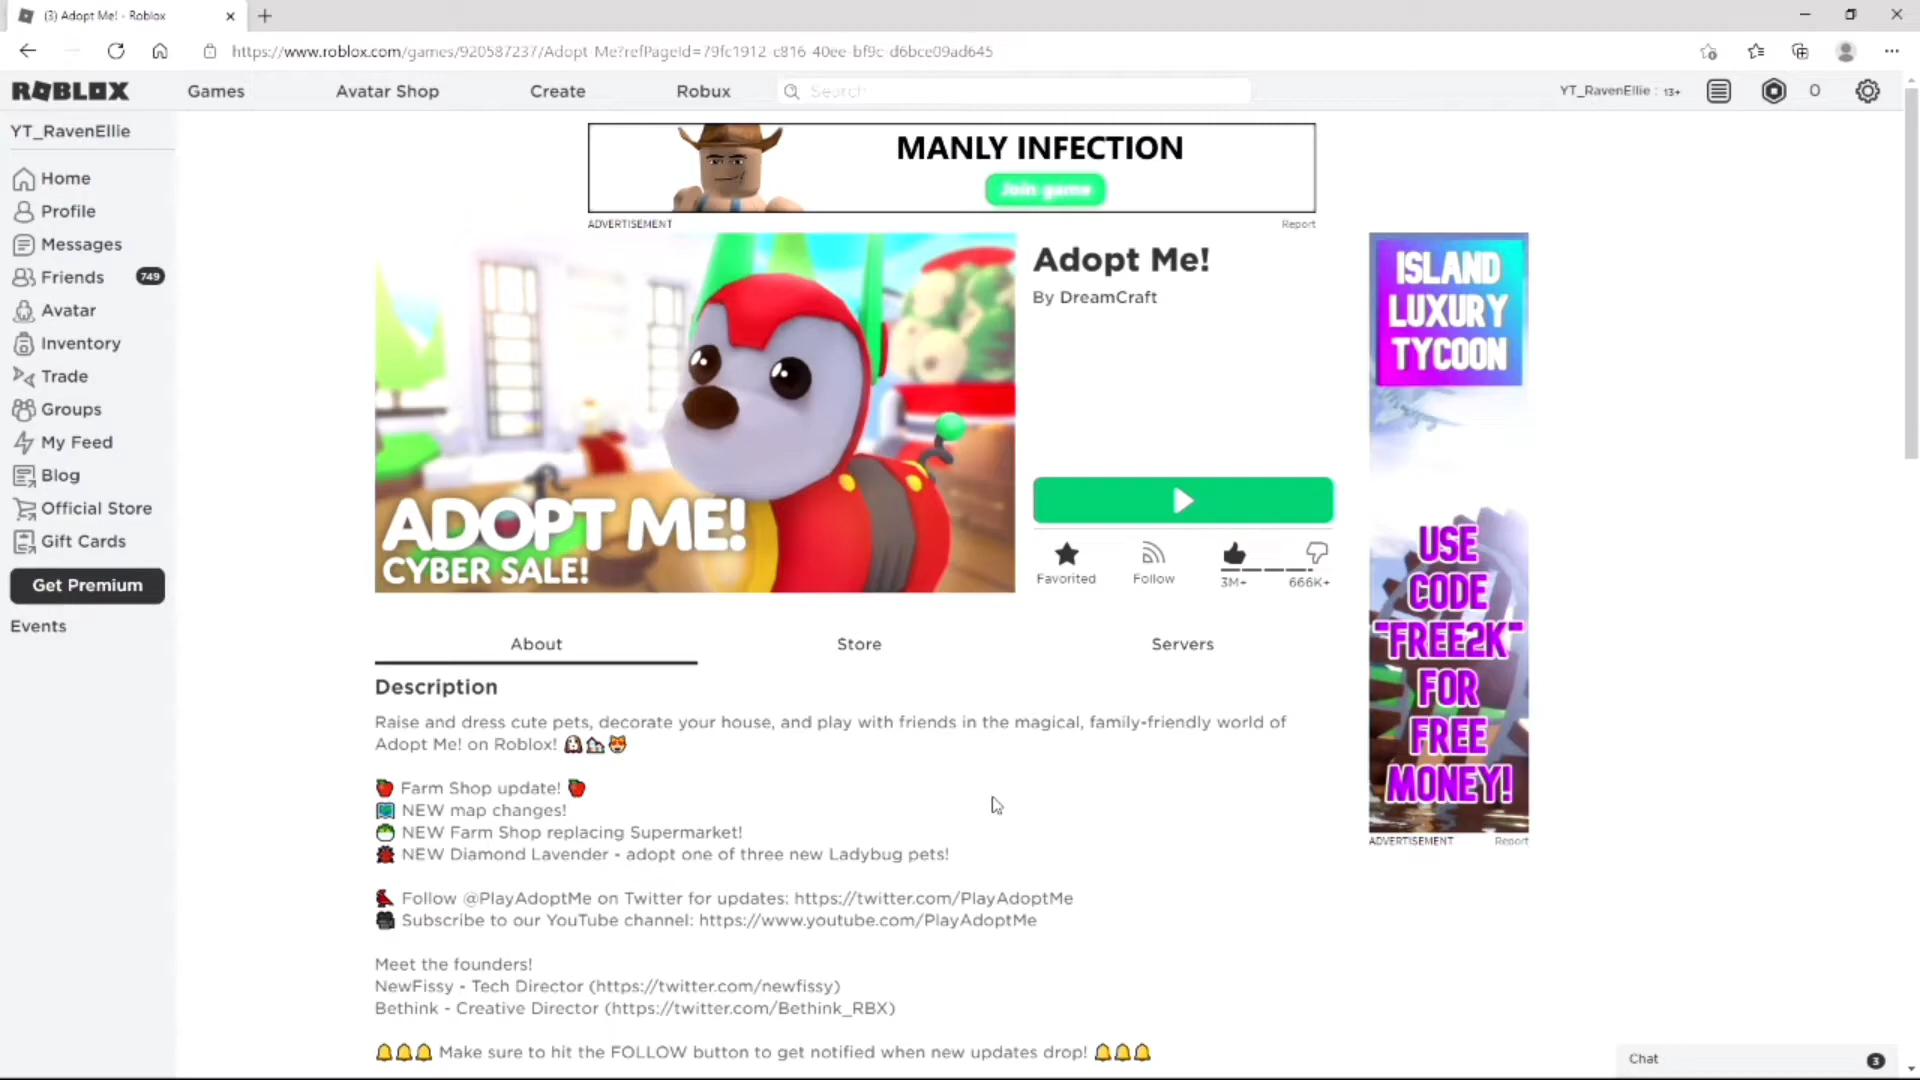 (3) Adopt Me! - Roblox
https://www.roblox.com/games/920587237/Adopt-Me?refPageId=79fc1912-c816-40ee-bf9c-d6bce09ad645
ROBLOX
Games
Avatar Shop
Create
Robux
Search
YT_RavenEllie : 13+
0
YT_RavenEllie
Home
Profile
Messages
Friends
749
Avatar
Inventory
Trade
Groups
My Feed
Blog
Official Store
Gift Cards
Get Premium
Events
MANLY INFECTION
Join game
ADVERTISEMENT
Report
ADOPT ME!
CYBER SALE!
Adopt Me!
By DreamCraft
Favorited
Follow
3M+
666K+
ISLAND
LUXURY
TYCOON
USE
CODE
"FREE2K"
FOR
FREE
MONEY!
ADVERTISEMENT
Report
About
Store
Servers
Description
Raise and dress cute pets, decorate your house, and play with friends in the magical, family-friendly world of
Adopt Me! on Roblox! 🐶🏠😻
🍎 Farm Shop update! 🍎
🗺️ NEW map changes!
🥗 NEW Farm Shop replacing Supermarket!
🐞 NEW Diamond Lavender - adopt one of three new Ladybug pets!
🐦 Follow @PlayAdoptMe on Twitter for updates: https://twitter.com/PlayAdoptMe
🎥 Subscribe to our YouTube channel: https://www.youtube.com/PlayAdoptMe
Meet the founders!
NewFissy - Tech Director (https://twitter.com/newfissy)
Bethink - Creative Director (https://twitter.com/Bethink_RBX)
🔔🔔🔔 Make sure to hit the FOLLOW button to get notified when new updates drop! 🔔🔔🔔
Chat
3